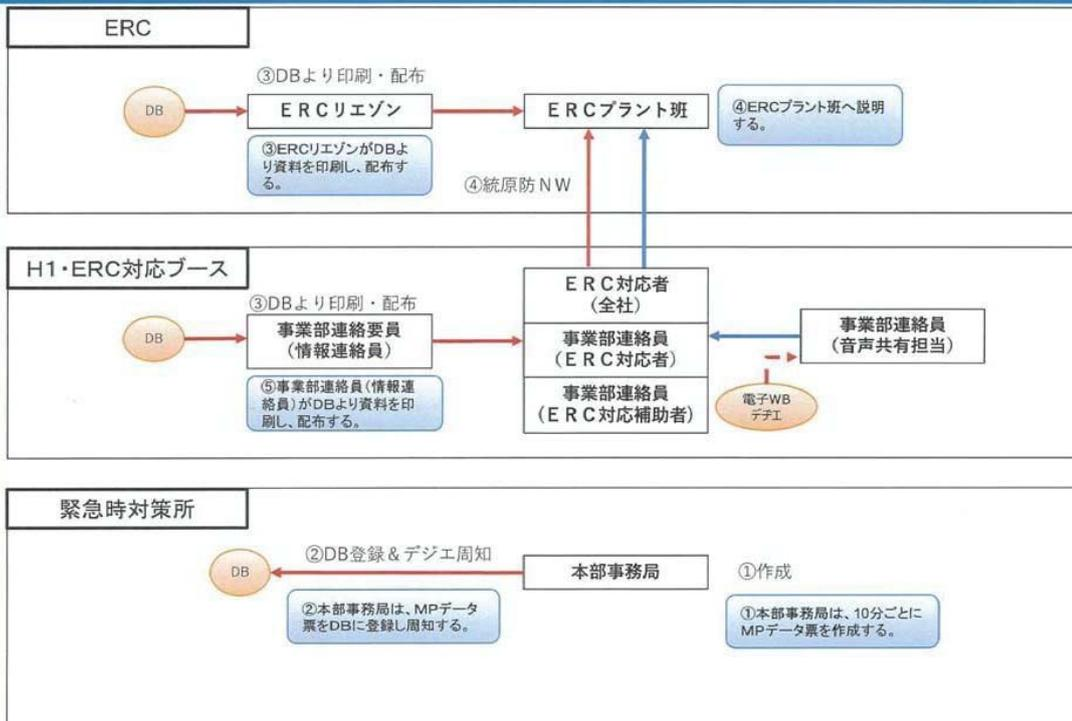 ERC
③DBより印刷・配布
DB
ERCリエゾン
ERCプラント班
④ERCプラント班へ説明
する。
③ERCリエゾンがDBよ
り資料を印刷し、配布す
る。
④統原防NW
H1・ERC対応ブース
③DBより印刷・配布
DB
事業部連絡要員
(情報連絡員)
ERC対応者
(全社)
事業部連絡員
(ERC対応者)
事業部連絡員
(ERC対応補助者)
事業部連絡員
(音声共有担当)
⑤事業部連絡員(情報連
絡員)がDBより資料を印
刷し、配布する。
電子WB
デヂエ
緊急時対策所
②DB登録&デジエ周知
DB
本部事務局
①作成
②本部事務局は、MPデータ
票をDBに登録し周知する。
①本部事務局は、10分ごとに
MPデータ票を作成する。